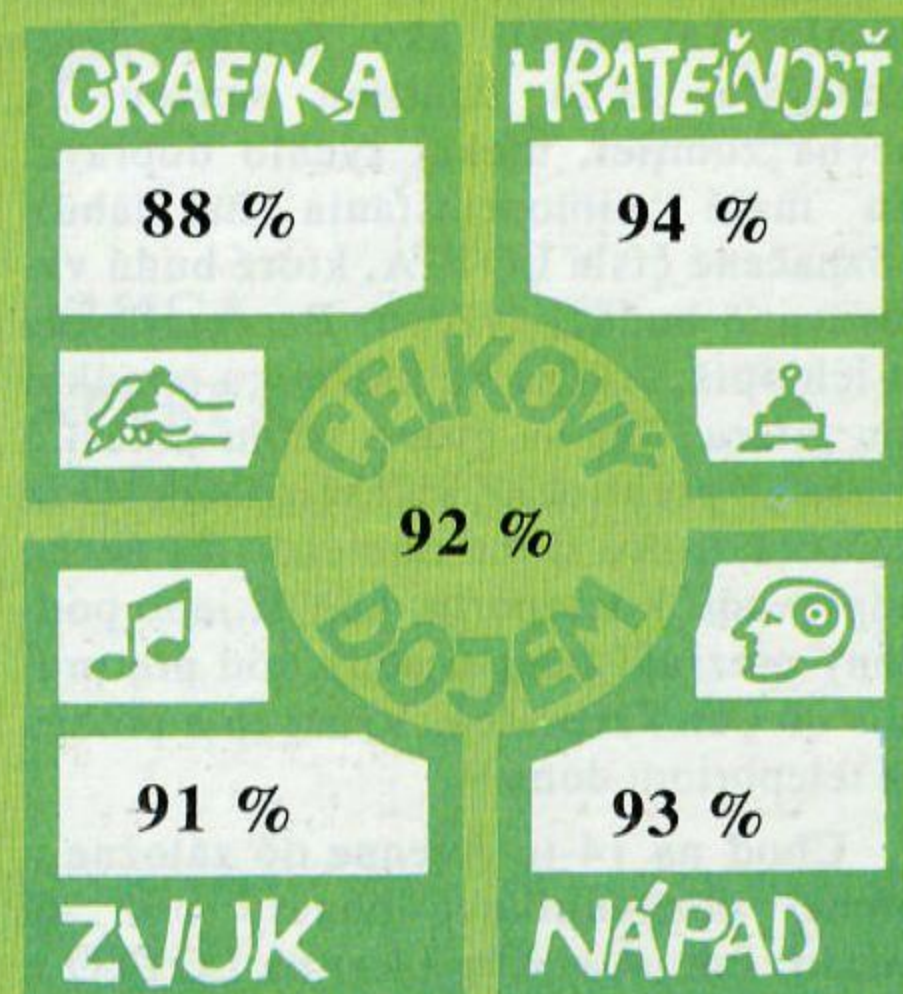 GRAFIKA
88 %
HRATEĽNOSŤ
94 %
CELKOVÝ
92 %
DOJEM
91 %
ZVUK
93 %
NÁPAD